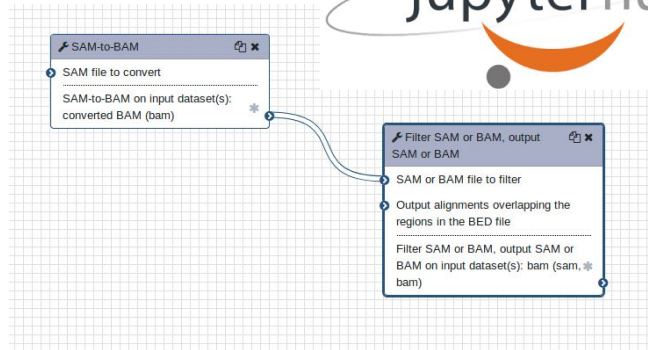 SAM-to-BAM
SAM file to convert
SAM-to-BAM on input dataset(s):
converted BAM (bam)
Filter SAM or BAM, output
SAM or BAM
SAM or BAM file to filter
Output alignments overlapping the
regions in the BED file
Filter SAM or BAM, output SAM or
BAM on input dataset(s): bam (sam,
bam)